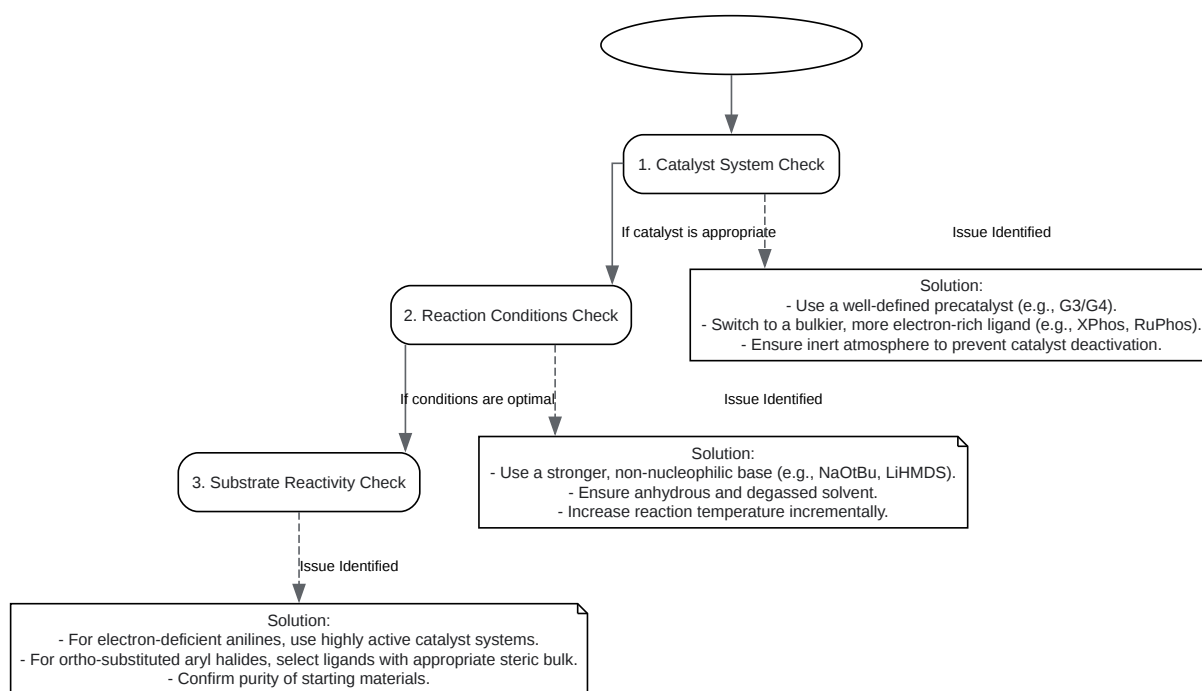 1. Catalyst System Check
If catalyst is appropriate
Issue Identified
Solution:
- Use a well-defined precatalyst (e.g., G3/G4).
- Switch to a bulkier, more electron-rich ligand (e.g., XPhos, RuPhos).
- Ensure inert atmosphere to prevent catalyst deactivation.
2. Reaction Conditions Check
If conditions are optimal
Issue Identified
Solution:
- Use a stronger, non-nucleophilic base (e.g., NaOtBu, LiHMDS).
- Ensure anhydrous and degassed solvent.
- Increase reaction temperature incrementally.
3. Substrate Reactivity Check
Issue Identified
Solution:
- For electron-deficient anilines, use highly active catalyst systems.
- For ortho-substituted aryl halides, select ligands with appropriate steric bulk.
- Confirm purity of starting materials.